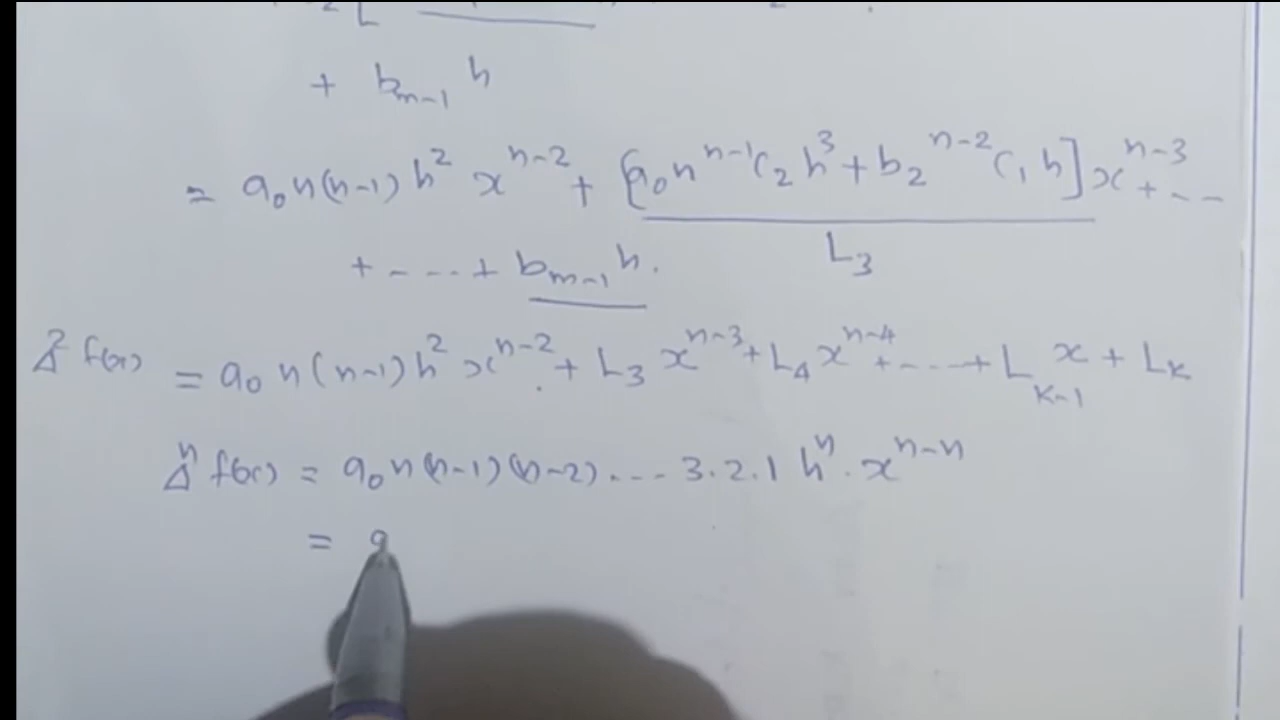 + b_{m-1} h
= a_0 n(n-1) h^2 x^{n-2} + [a_0 n ^{n-1}C_2 h^3 + b_2 ^{n-2}C_1 h] x^{n-3} + --
L_3
+ - - .. + b_{m-1} h.
Δ^2 f(x) = a_0 n(n-1) h^2 x^{n-2} + L_3 x^{n-3} + L_4 x^{n-4} + - ... + L_{K-1} x + L_K
Δ^n f(x) = a_0 n(n-1)(n-2) ... 3.2.1 h^n . x^{n-n}
= a